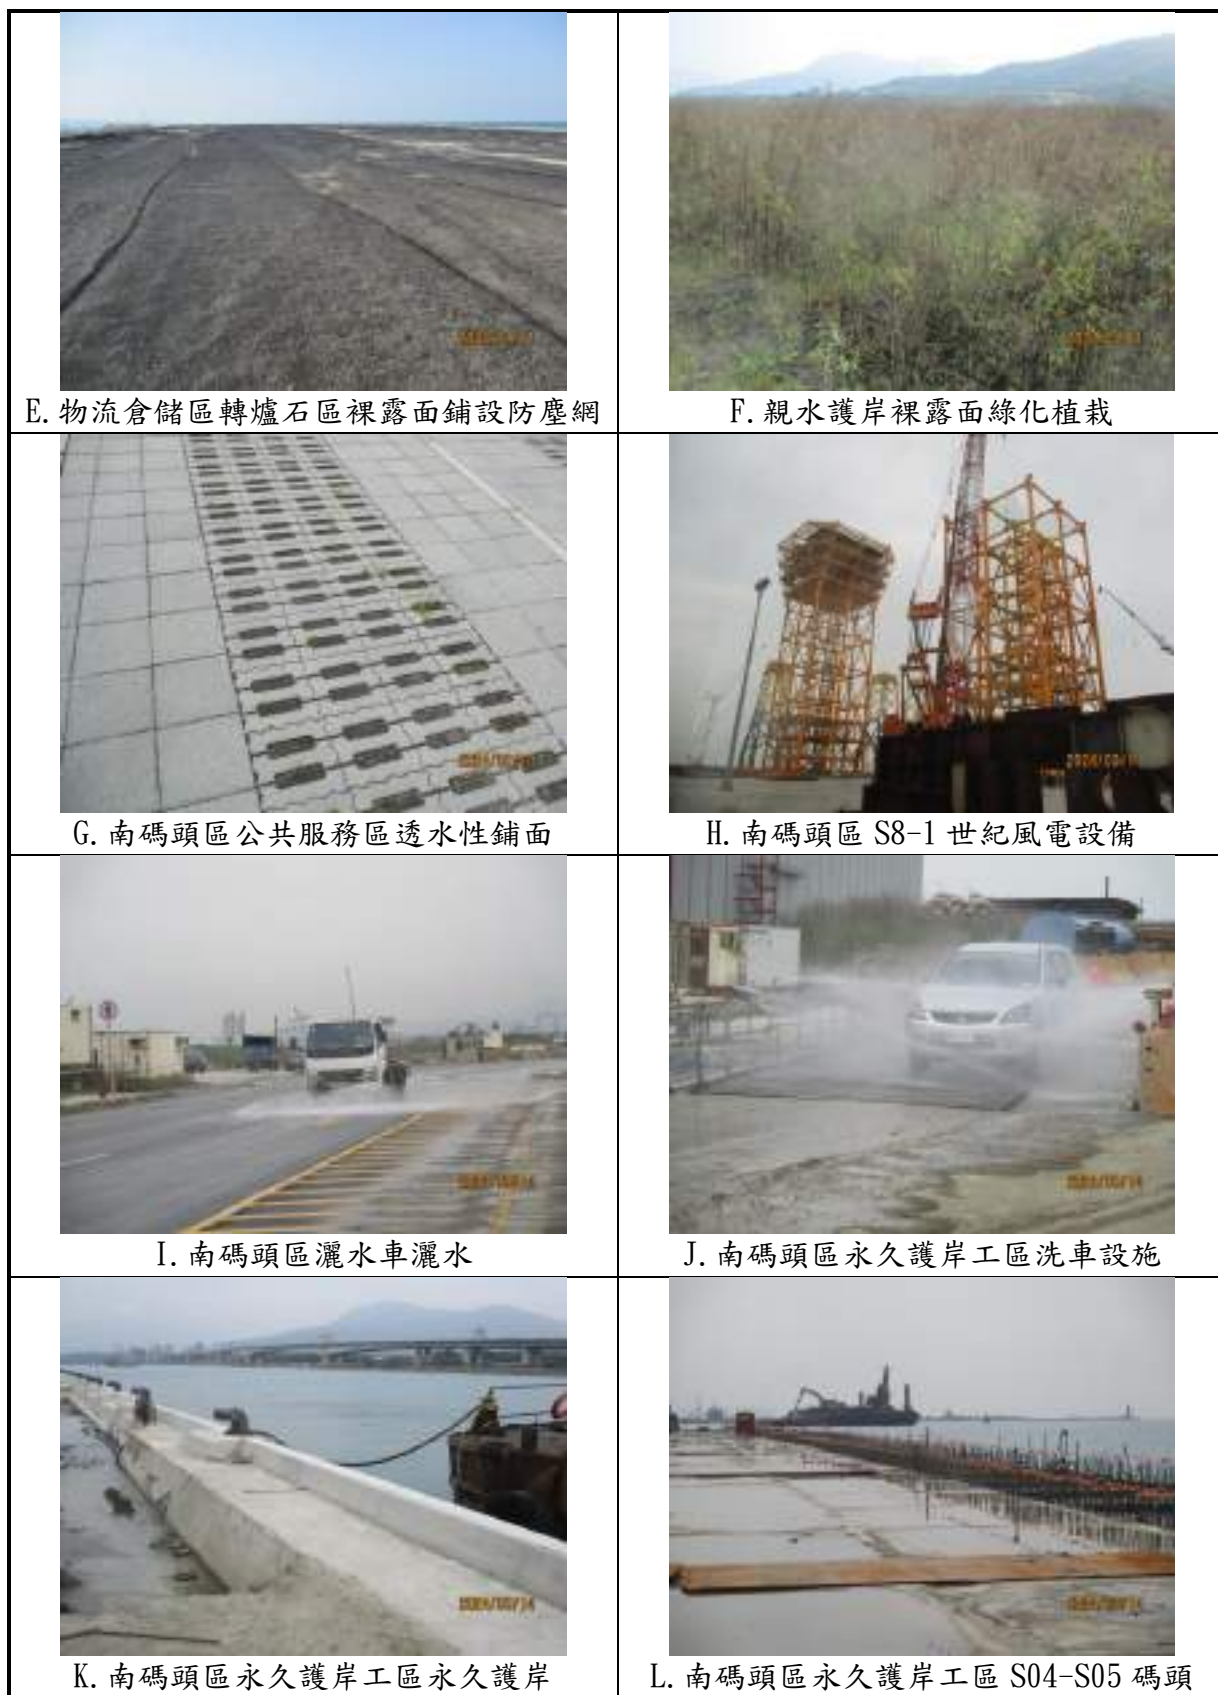 E.物流倉儲區轉爐石區裸露面鋪設防塵網
F.親水護岸裸露面綠化植栽
G.南碼頭區公共服務區透水性鋪面
H.南碼頭區 S8-1 世紀風電設備
I.南碼頭區灑水車灑水
J.南碼頭區永久護岸工區洗車設施
K.南碼頭區永久護岸工區永久護岸
L.南碼頭區永久護岸工區 S04-S05 碼頭